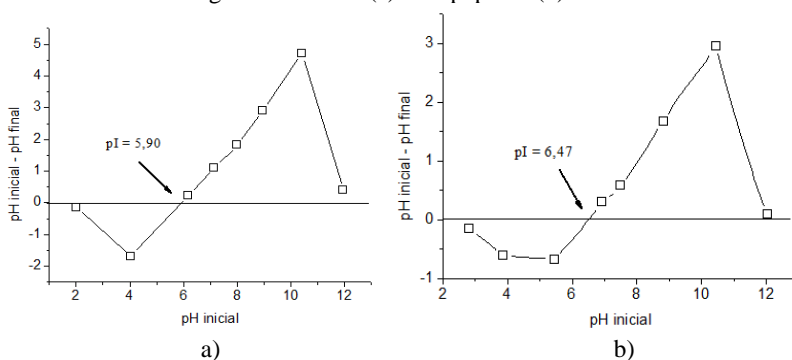 5
4
3
2
1
0
-1
-2
2 4 6 8 10 12
pH inicial - pH final
pH inicial
pI = 5,90
a)
3
2
1
0
-1
2 4 6 8 10 12
pH inicial - pH final
pH inicial
pI = 6,47
b)